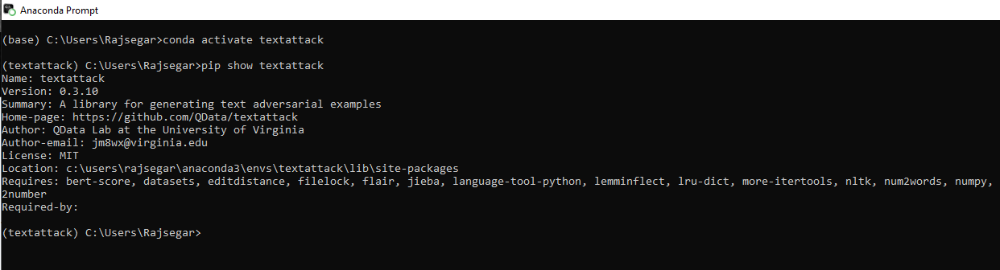 Anaconda Prompt
(base) C:\Users\Rajsegar>conda activate textattack
(textattack) C:\Users\Rajsegar>pip show textattack
Name: textattack
Version: 0.3.10
Summary: A library for generating text adversarial examples
Home-page: https://github.com/QData/textattack
Author: QData Lab at the University of Virginia
Author-email: jm8wx@virginia.edu
License: MIT
Location: c:\users\rajsegar\anaconda3\envs\textattack\lib\site-packages
Requires: bert-score, datasets, editdistance, filelock, flair, jieba, language-tool-python, lemminflect, lru-dict, more-itertools, nltk, num2words, numpy,
2number
Required-by:
(textattack) C:\Users\Rajsegar>